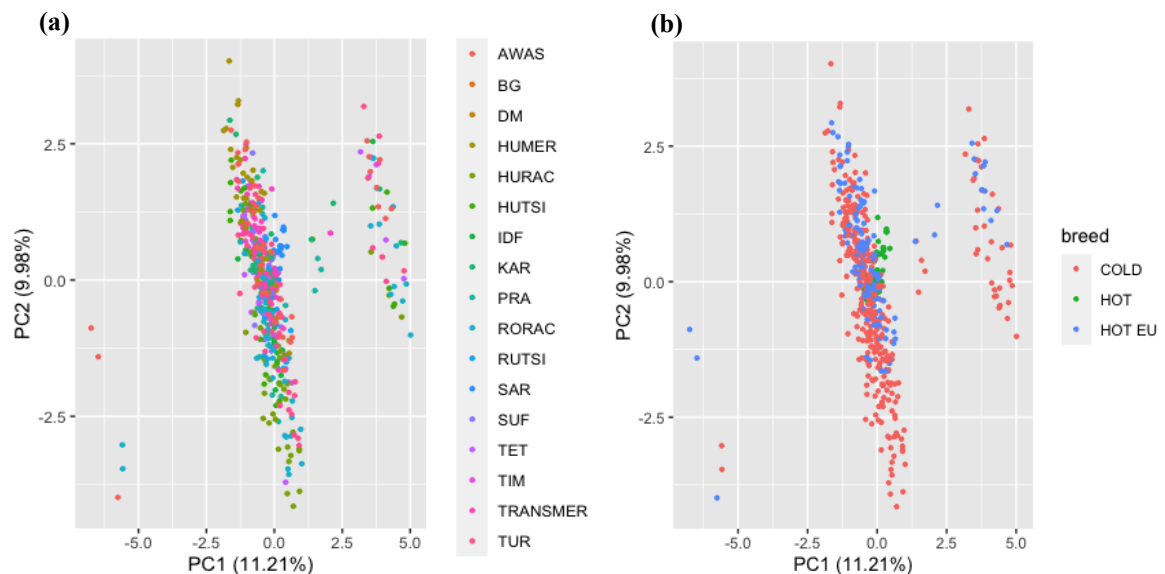 (a)
PC2 (9.98%)
2.5
0.0
-2.5
-5.0
-2.5
0.0
2.5
5.0
PC1 (11.21%)
AWAS
BG
DM
HUMER
HURAC
HUTSI
IDF
KAR
PRA
RORAC
RUTSI
SAR
SUF
TET
TIM
TRANSMER
TUR
(b)
PC2 (9.98%)
2.5
0.0
-2.5
-5.0
-2.5
0.0
2.5
5.0
PC1 (11.21%)
breed
COLD
HOT
HOT EU